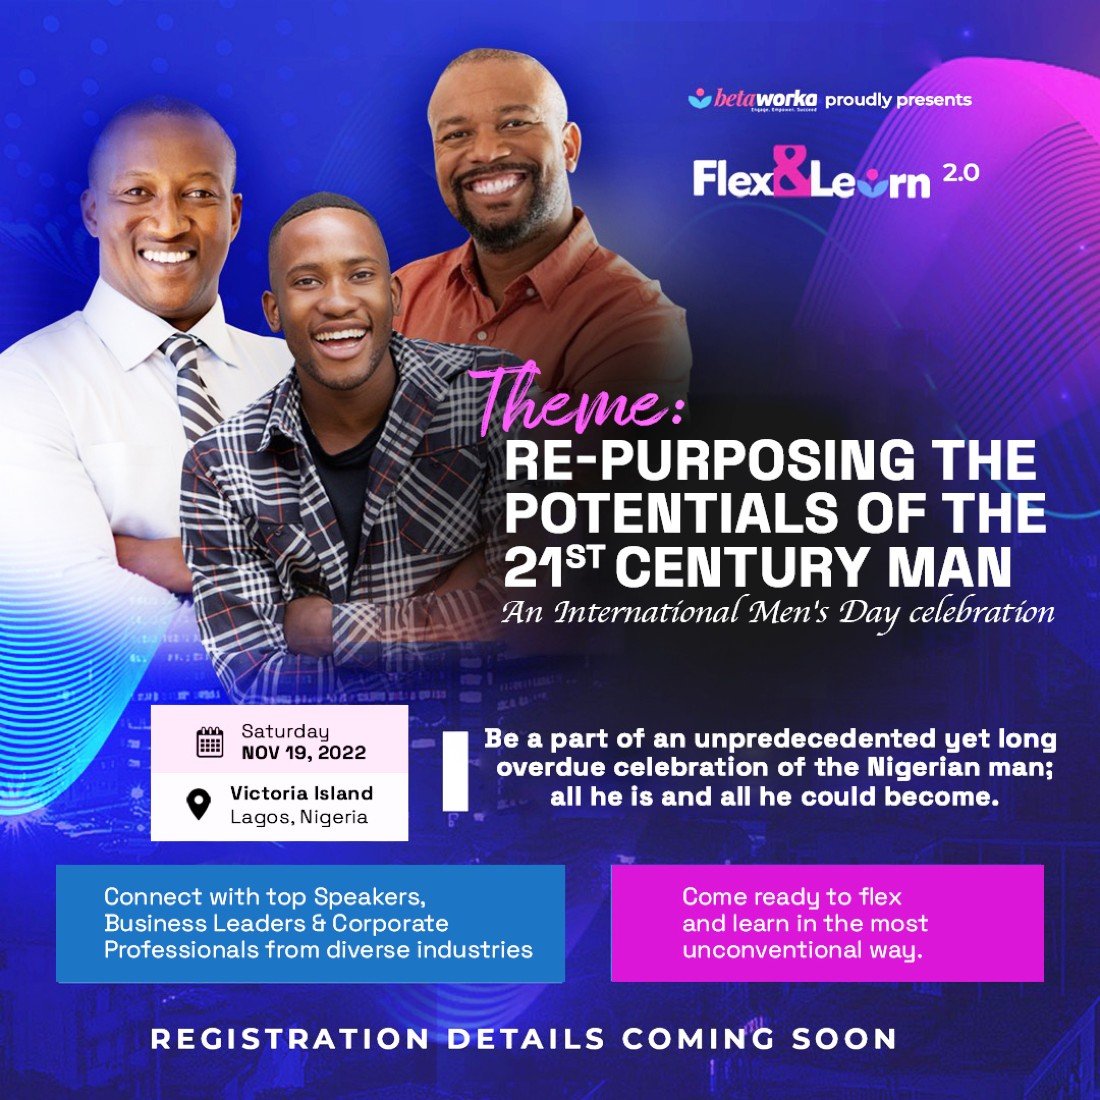 betaworka proudly presents
Engage. Empower. Succeed
Flex&Learn 2.0
Theme:
RE-PURPOSING THE
POTENTIALS OF THE
21ST CENTURY MAN
An International Men's Day celebration
Saturday
NOV 19, 2022
Victoria Island
Lagos, Nigeria
Be a part of an unpredecedented yet long
overdue celebration of the Nigerian man;
all he is and all he could become.
Connect with top Speakers,
Business Leaders & Corporate
Professionals from diverse industries
Come ready to flex
and learn in the most
unconventional way.
REGISTRATION DETAILS COMING SOON